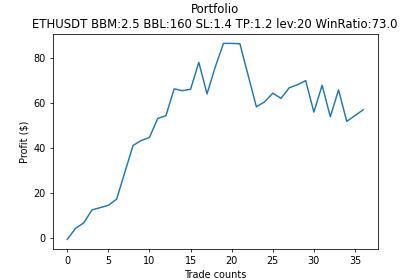 Portfolio
ETHUSDT BBM:2.5 BBL:160 SL:1.4 TP:1.2 lev:20 WinRatio:73.0
Profit ($)
80
60
40
20
0
0 5 10 15 20 25 30 35
Trade counts